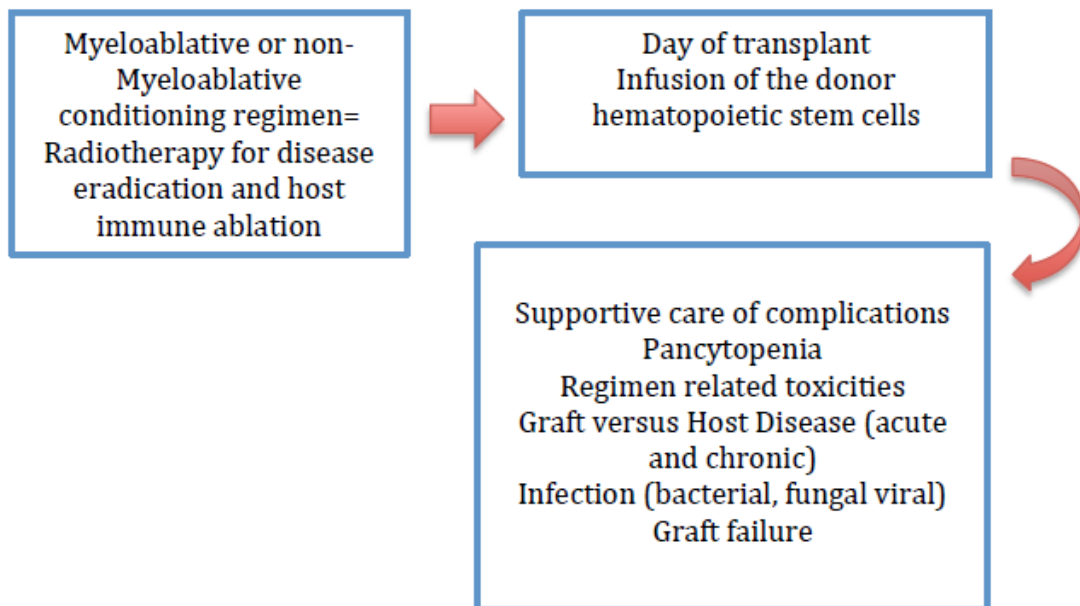 Myeloablative or non-
Myeloablative
conditioning regimen=
Radiotherapy for disease
eradication and host
immune ablation
Day of transplant
Infusion of the donor
hematopoietic stem cells
Supportive care of complications
Pancytopenia
Regimen related toxicities
Graft versus Host Disease (acute
and chronic)
Infection (bacterial, fungal viral)
Graft failure